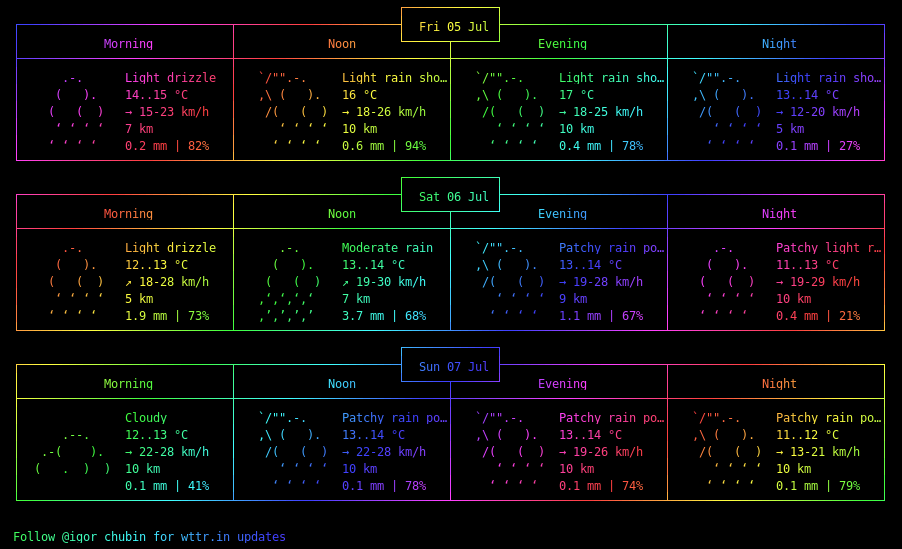 Fri 05 Jul
Morning Noon Evening Night
Light drizzle Light rain sho… Light rain sho… Light rain sho…
14..15 °C 16 °C 17 °C 13..14 °C
→ 15-23 km/h → 18-26 km/h → 18-25 km/h → 12-20 km/h
7 km 10 km 10 km 5 km
0.2 mm | 82% 0.6 mm | 94% 0.4 mm | 78% 0.1 mm | 27%
Sat 06 Jul
Morning Noon Evening Night
Light drizzle Moderate rain Patchy rain po… Patchy light r…
12..13 °C 13..14 °C 13..14 °C 11..13 °C
↗ 18-28 km/h ↗ 19-30 km/h → 19-28 km/h → 19-29 km/h
5 km 7 km 9 km 10 km
1.9 mm | 73% 3.7 mm | 68% 1.1 mm | 67% 0.4 mm | 21%
Sun 07 Jul
Morning Noon Evening Night
Cloudy Patchy rain po… Patchy rain po… Patchy rain po…
12..13 °C 13..14 °C 13..14 °C 11..12 °C
→ 22-28 km/h → 22-28 km/h → 19-26 km/h → 13-21 km/h
10 km 10 km 10 km 10 km
0.1 mm | 41% 0.1 mm | 78% 0.1 mm | 74% 0.1 mm | 79%
Follow @igor chubin for wttr.in updates